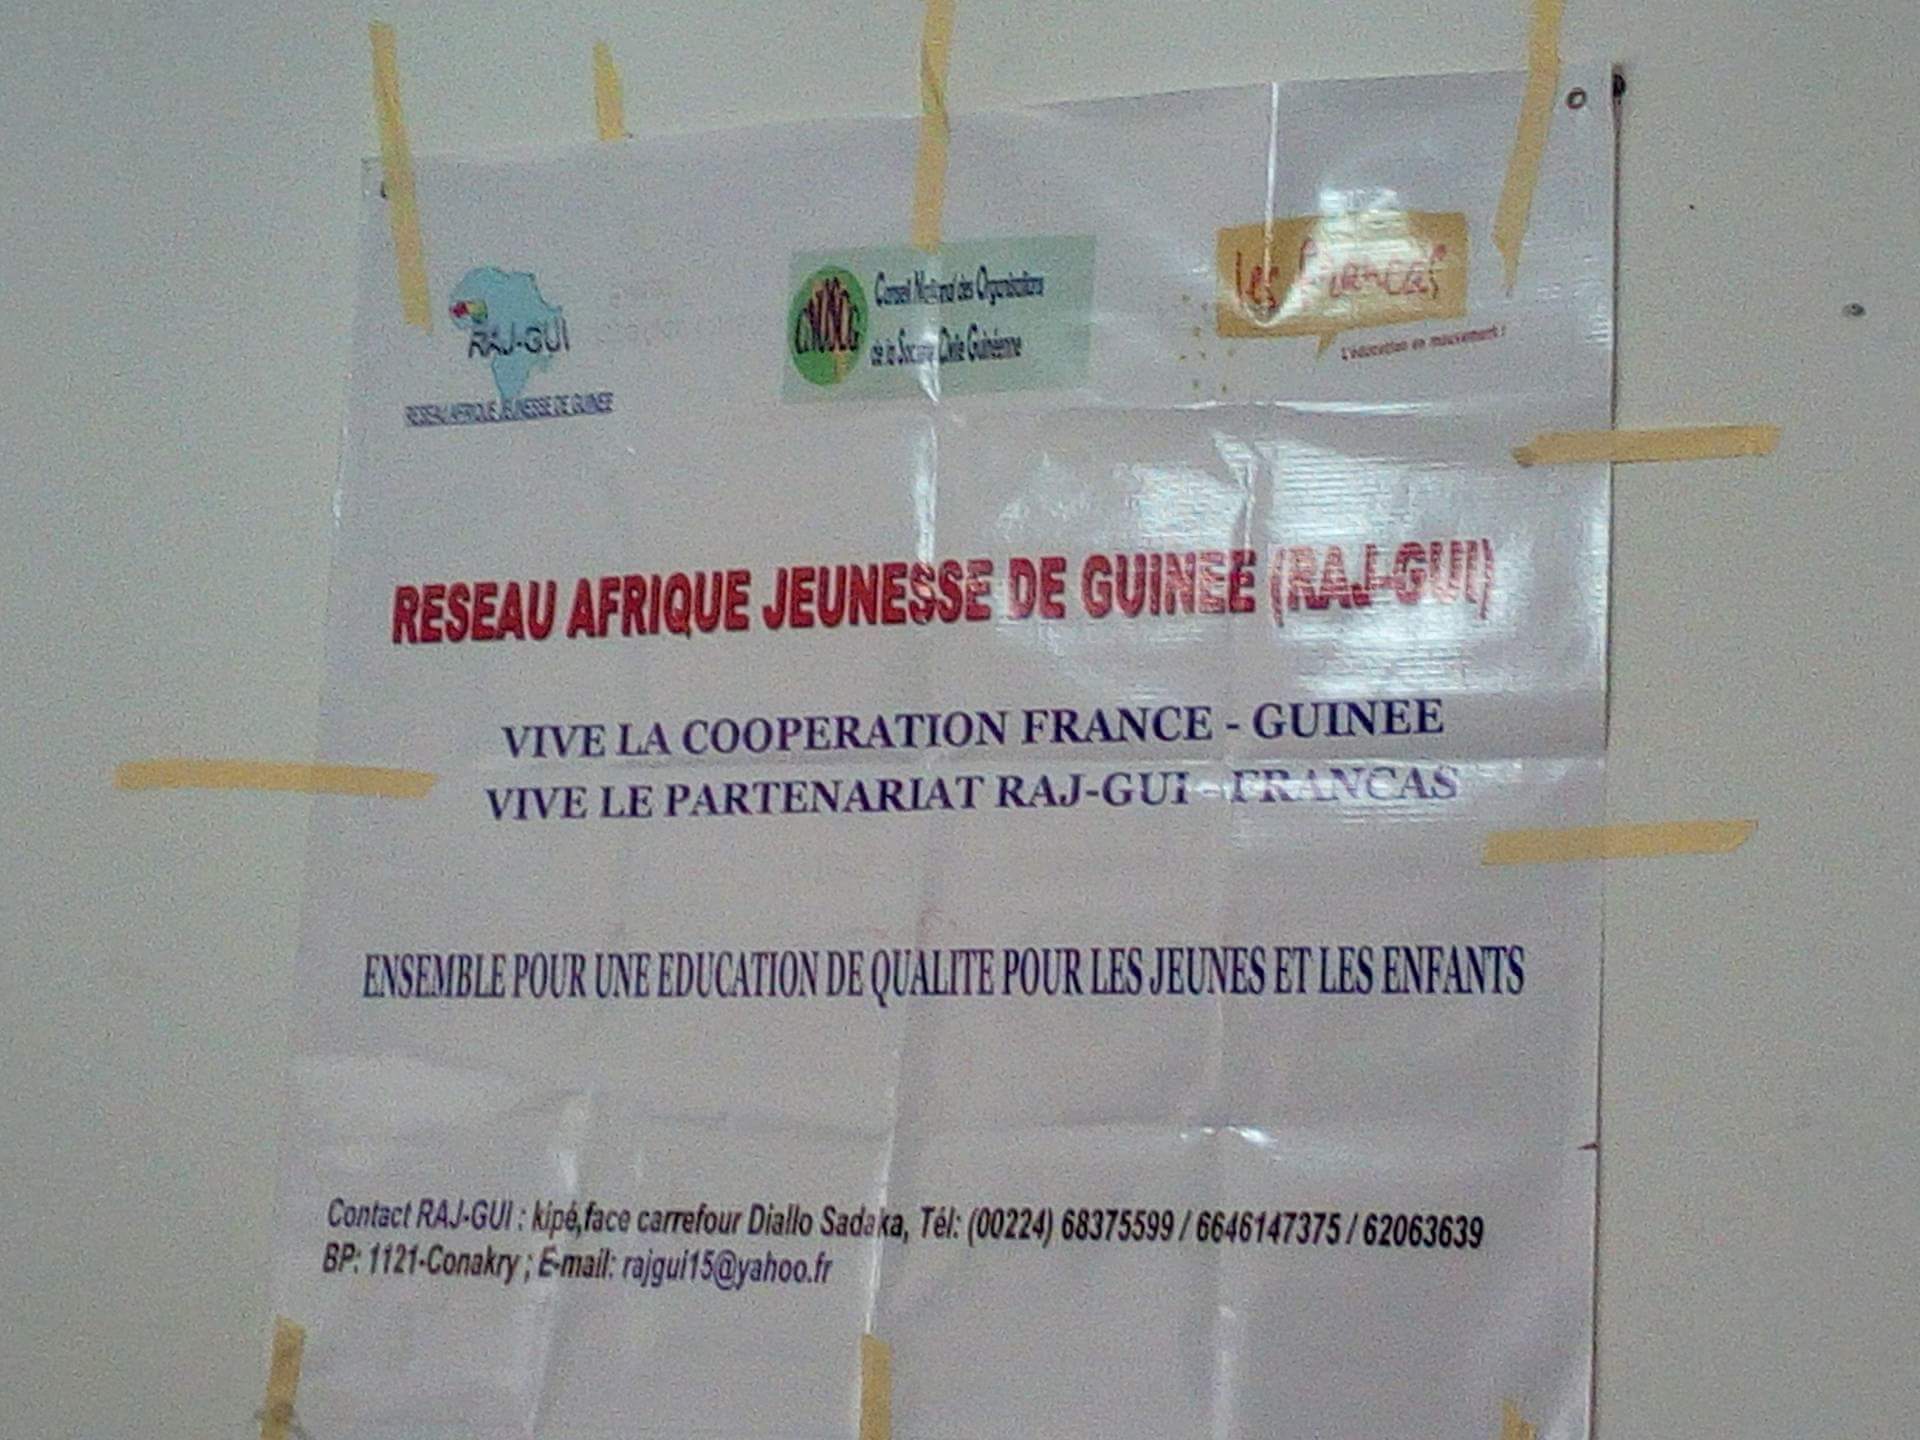 RAJ-GUI
RESEAU AFRIQUE JEUNESSE DE GUINEE
CNOSCG
Conseil National des Organisations
de la Société Civile Guinéenne
Les francas
L'éducation en mouvement !
RESEAU AFRIQUE JEUNESSE DE GUINEE (RAJ-GUI)
VIVE LA COOPERATION FRANCE - GUINEE
VIVE LE PARTENARIAT RAJ-GUI - FRANCAS
ENSEMBLE POUR UNE EDUCATION DE QUALITE POUR LES JEUNES ET LES ENFANTS
Contact RAJ-GUI : kipé,face carrefour Diallo Sadaka, Tél: (00224) 68375599 / 6646147375 / 62063639
BP: 1121-Conakry ; E-mail: rajgui15@yahoo.fr